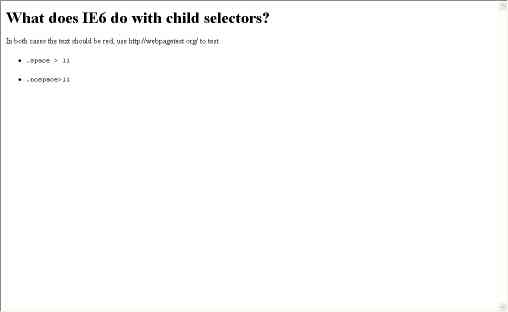 What does IE6 do with child selectors?
In both cases the text should be red, use http://webpagetest.org/ to test
.space > li
.nospace>li